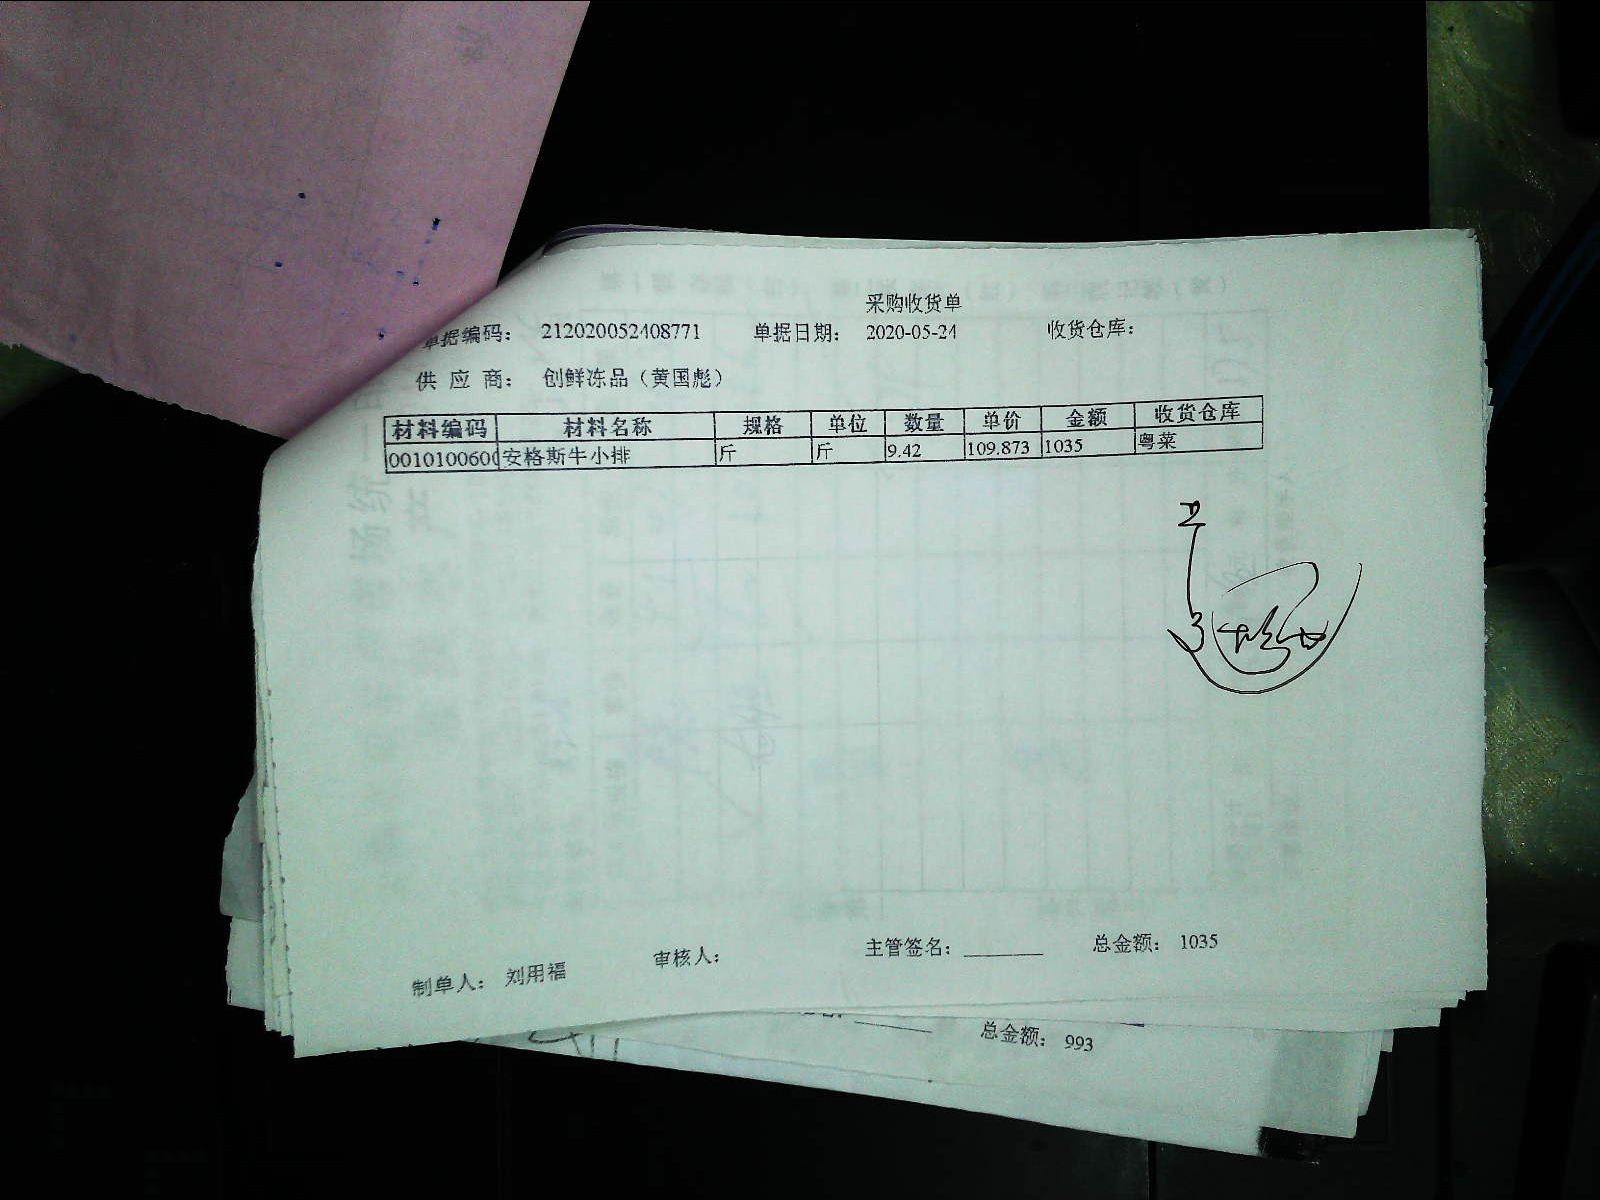 采购收货单
单据编码： 212020052408771 单据日期： 2020-05-24 收货仓库：
供 应 商： 创鲜冻品（黄国彪）
材料编码 材料名称 规格 单位 数量 单价 金额 收货仓库
0010100600 安格斯牛小排 斤 斤 9.42 109.873 1035 粤菜
制单人： 刘用福 审核人： 主管签名：________ 总金额： 1035
总金额： 993